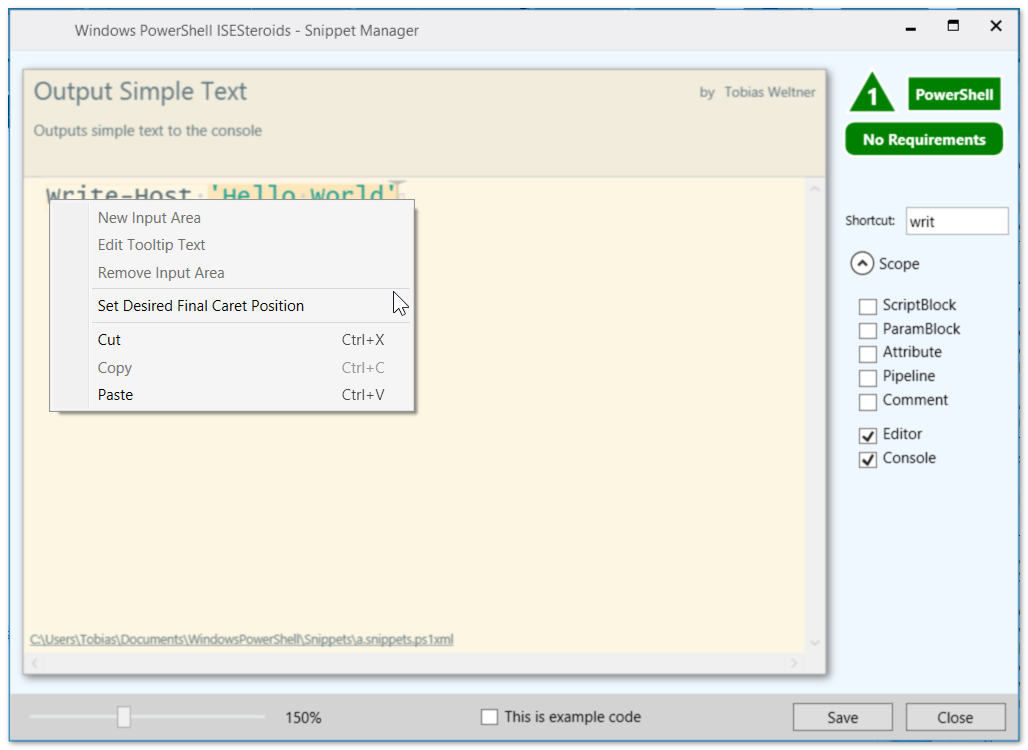 Windows PowerShell ISESteroids - Snippet Manager
Output Simple Text
by Tobias Weltner
Outputs simple text to the console
1
PowerShell
No Requirements
Write-Host 'Hello World'
New Input Area
Edit Tooltip Text
Remove Input Area
Set Desired Final Caret Position
Cut Ctrl+X
Copy Ctrl+C
Paste Ctrl+V
Shortcut: writ
Scope
ScriptBlock
ParamBlock
Attribute
Pipeline
Comment
Editor
Console
C:\Users\Tobias\Documents\WindowsPowerShell\Snippets\a.snippets.ps1xml
150%
This is example code
Save
Close